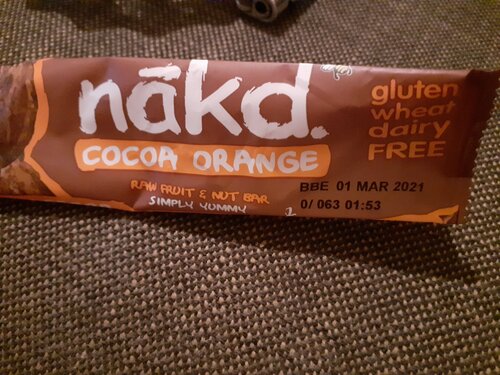 nākd.
COCOA ORANGE
RAW FRUIT & NUT BAR
SIMPLY YUMMY
gluten
wheat
dairy
FREE
BBE 01 MAR 2021
0/ 063 01:53
2